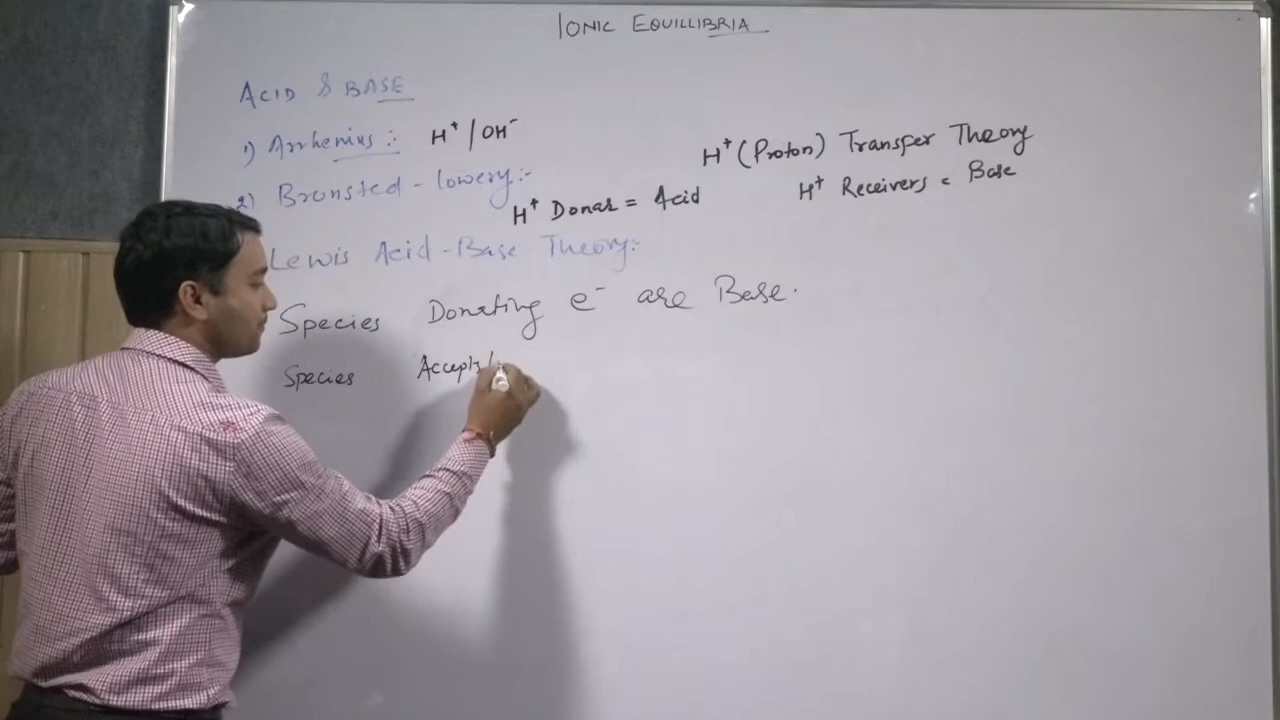 IONIC EQUILLIBRIA
ACID & BASE
1) Arrhenius :- H⁺ / OH⁻
2) Bronsted - lowery :- H⁺ (Proton) Transfer Theory
H⁺ Donar = Acid H⁺ Receivers = Base
Lewis Acid - Base Theory :-
Species Donating e⁻ are Base.
Species Accepts/